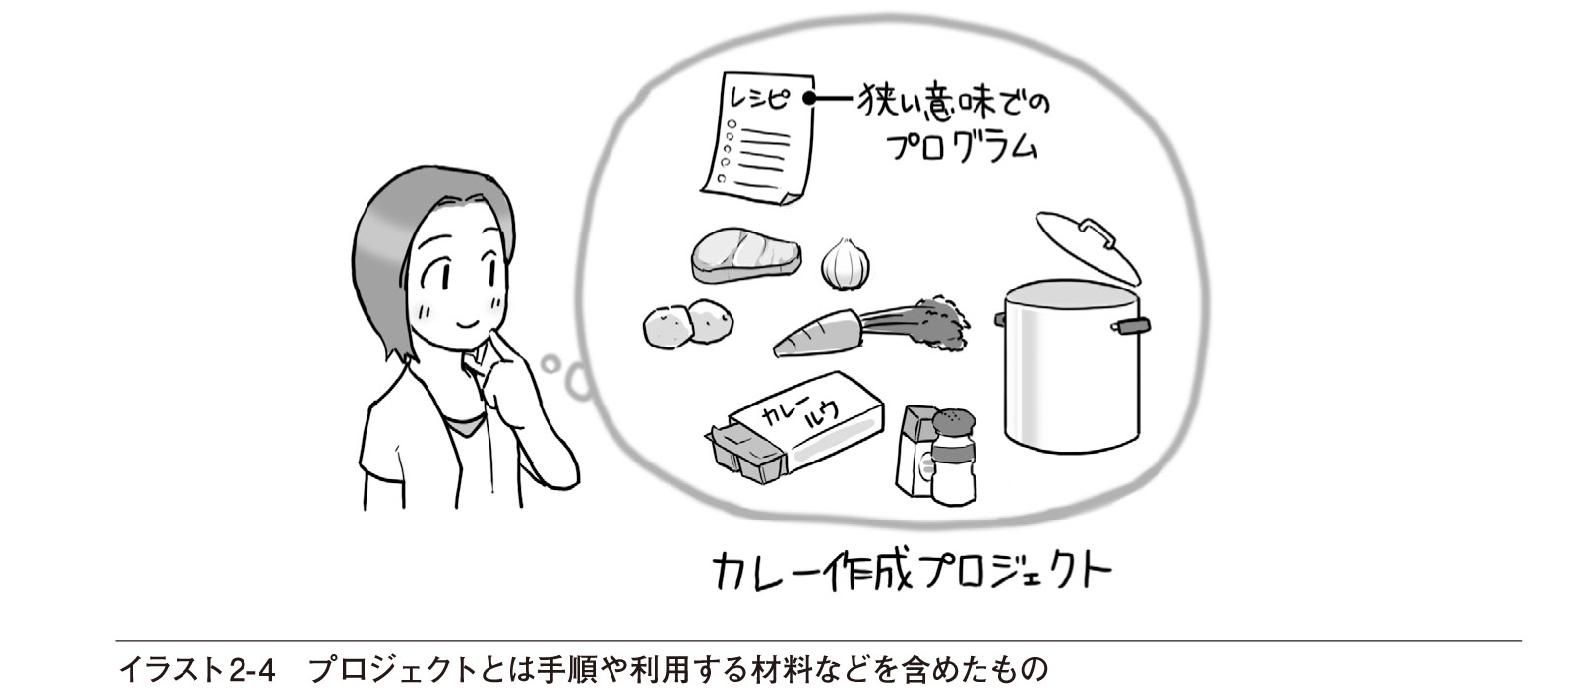 レシピ
狭い意味での
プログラム
カレー
ルウ
カレー作成プロジェクト
イラスト2-4　プロジェクトとは手順や利用する材料などを含めたもの